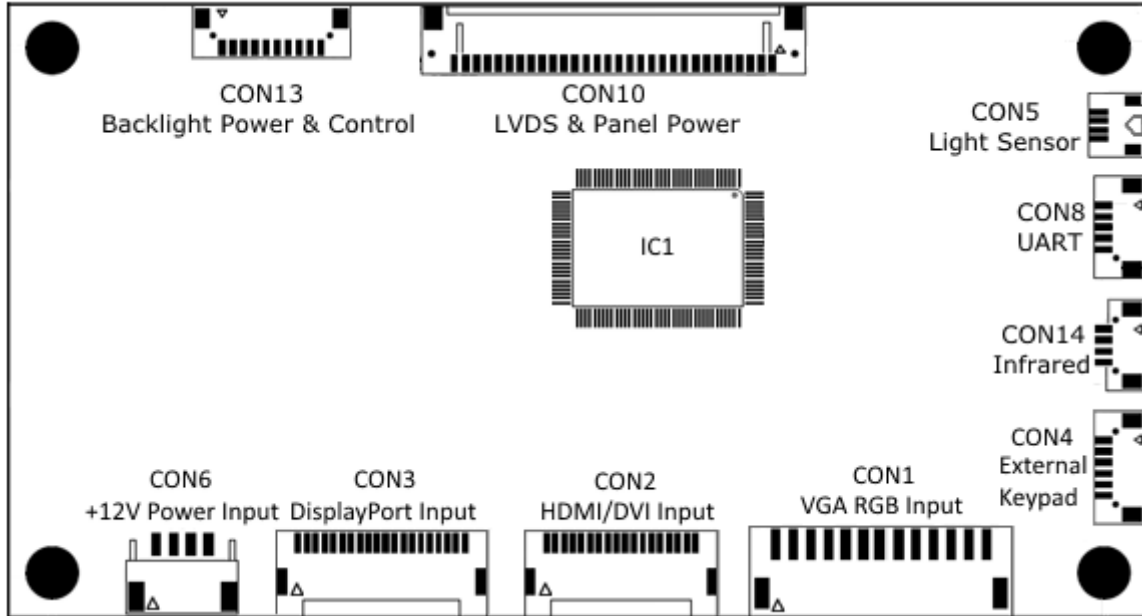 CON13
Backlight Power & Control
CON10
LVDS & Panel Power
CON5
Light Sensor
CON8
UART
IC1
CON14
Infrared
CON4
External
Keypad
CON6
+12V Power Input
CON3
DisplayPort Input
CON2
HDMI/DVI Input
CON1
VGA RGB Input